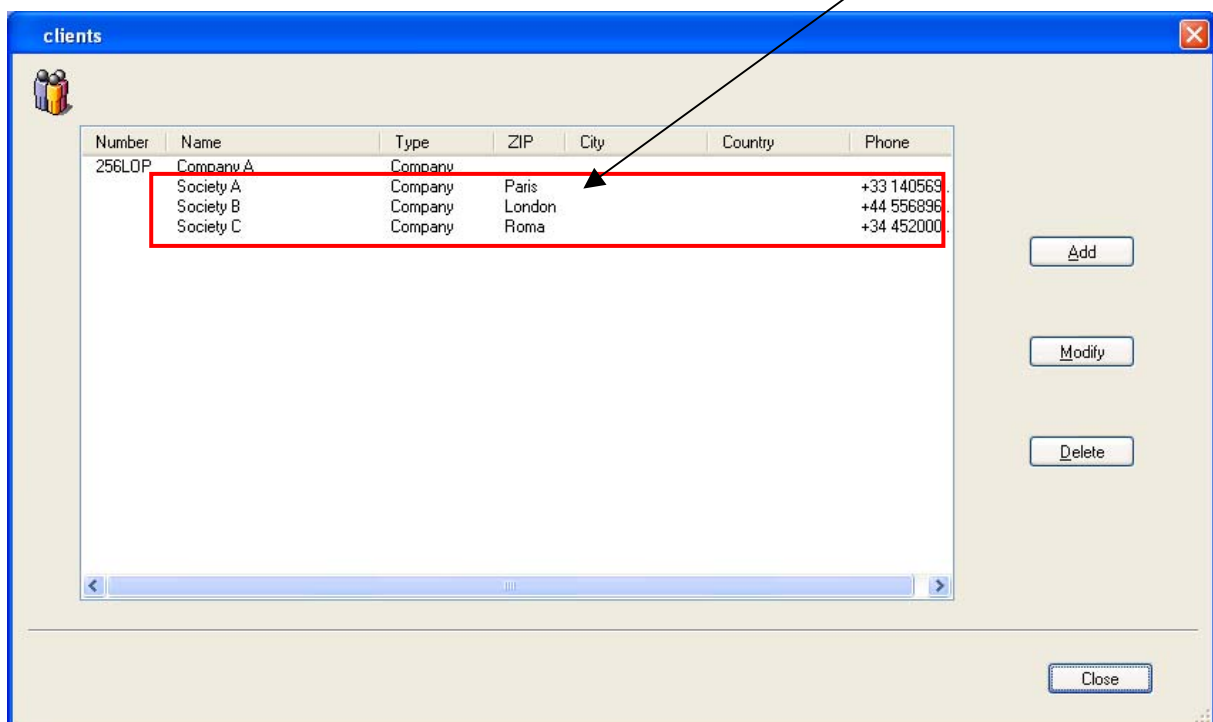 clients
Number Name Type ZIP City Country Phone
256LOP Company A Company
Society A Company Paris +33 140569..
Society B Company London +44 556896..
Society C Company Roma +34 452000..
Add
Modify
Delete
Close